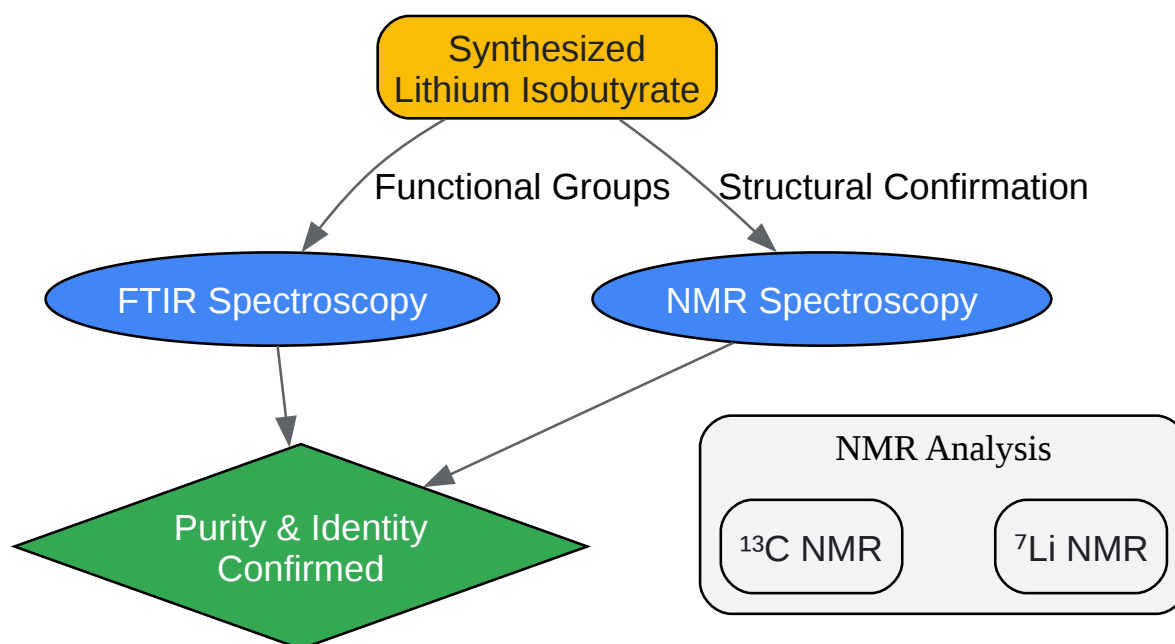 Synthesized
Lithium Isobutyrate
Functional Groups
Structural Confirmation
FTIR Spectroscopy
NMR Spectroscopy
NMR Analysis
Purity & Identity
Confirmed
¹³C NMR
⁷Li NMR